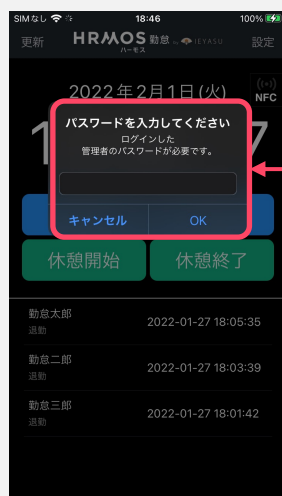 SIMなし 18:46 100%
更新 HRMOS 勤怠 by IEYASU 設定
ハーモス
2022年2月1日(火) NFC
1 7
パスワードを入力してください
ログインした
管理者のパスワードが必要です。
キャンセル OK
休憩開始 休憩終了
勤怠太郎
退勤 2022-01-27 18:05:35
勤怠二郎
退勤 2022-01-27 18:03:39
勤怠三郎
退勤 2022-01-27 18:01:42